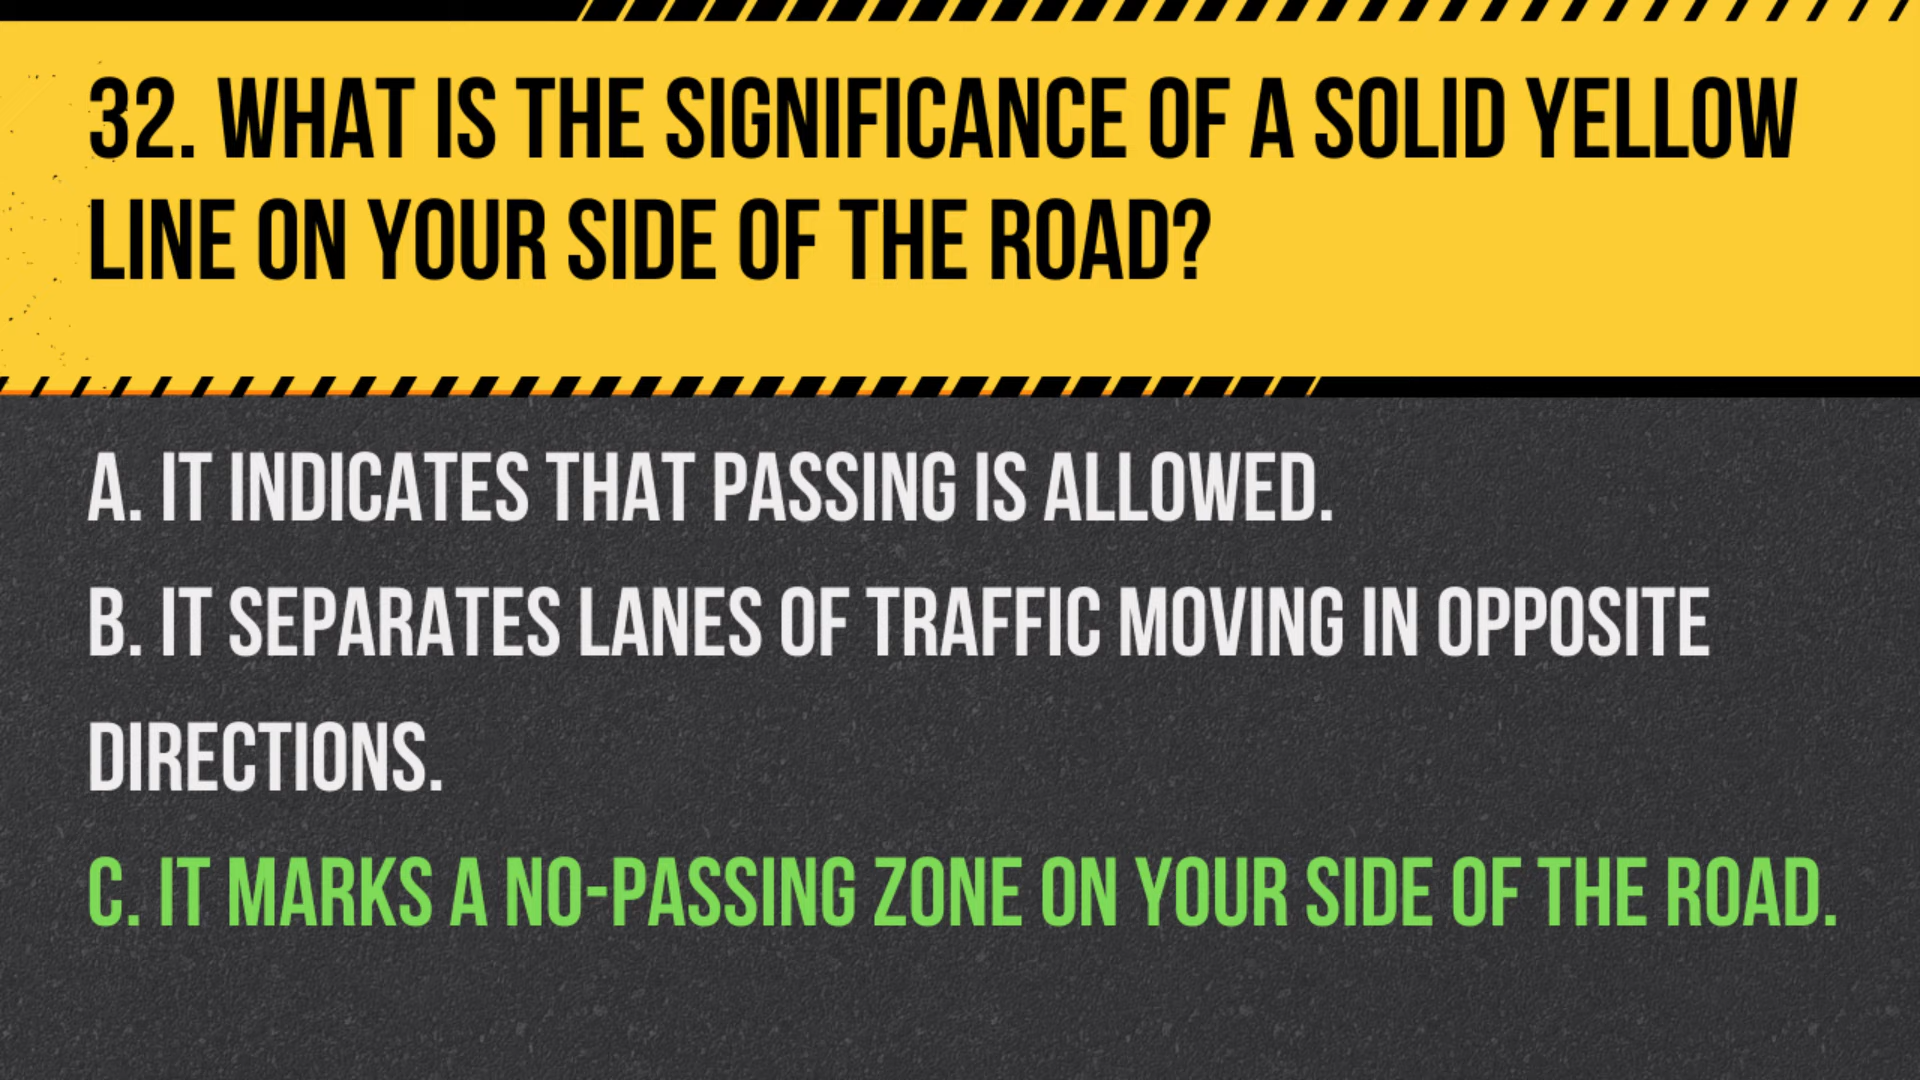 32. WHAT IS THE SIGNIFICANCE OF A SOLID YELLOW
LINE ON YOUR SIDE OF THE ROAD?
A. IT INDICATES THAT PASSING IS ALLOWED.
B. IT SEPARATES LANES OF TRAFFIC MOVING IN OPPOSITE
DIRECTIONS.
C. IT MARKS A NO-PASSING ZONE ON YOUR SIDE OF THE ROAD.